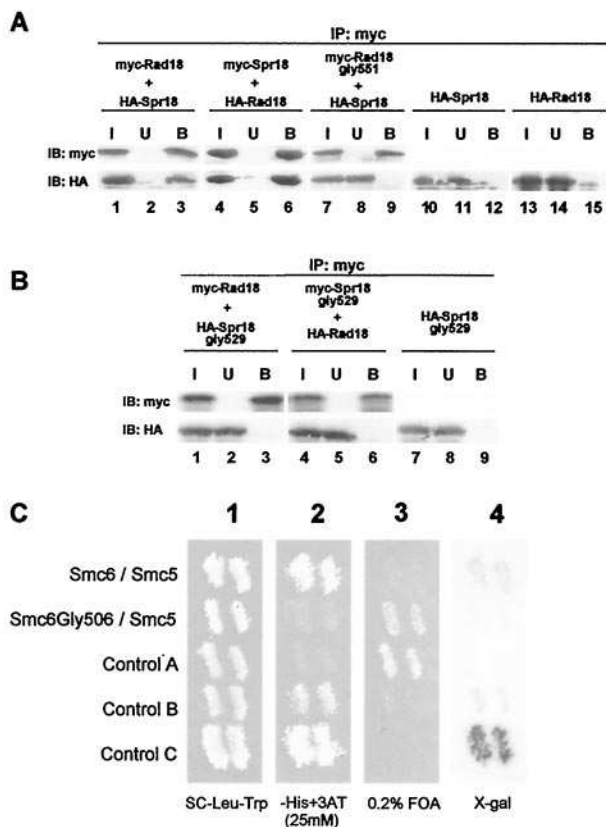 A
IP: myc
myc-Rad18
+
HA-Spr18
myc-Spr18
+
HA-Rad18
myc-Rad18
gly551
+
HA-Spr18
HA-Spr18
HA-Rad18
I U B I U B I U B I U B I U B
IB: myc
IB: HA
1 2 3 4 5 6 7 8 9 10 11 12 13 14 15
B
IP: myc
myc-Rad18
+
HA-Spr18
gly529
myc-Spr18
gly529
+
HA-Rad18
HA-Spr18
gly529
I U B I U B I U B
IB: myc
IB: HA
1 2 3 4 5 6 7 8 9
C 1 2 3 4
Smc6 / Smc5
Smc6Gly506 / Smc5
Control A
Control B
Control C
SC-Leu-Trp
-His+3AT
(25mM)
0.2% FOA
X-gal